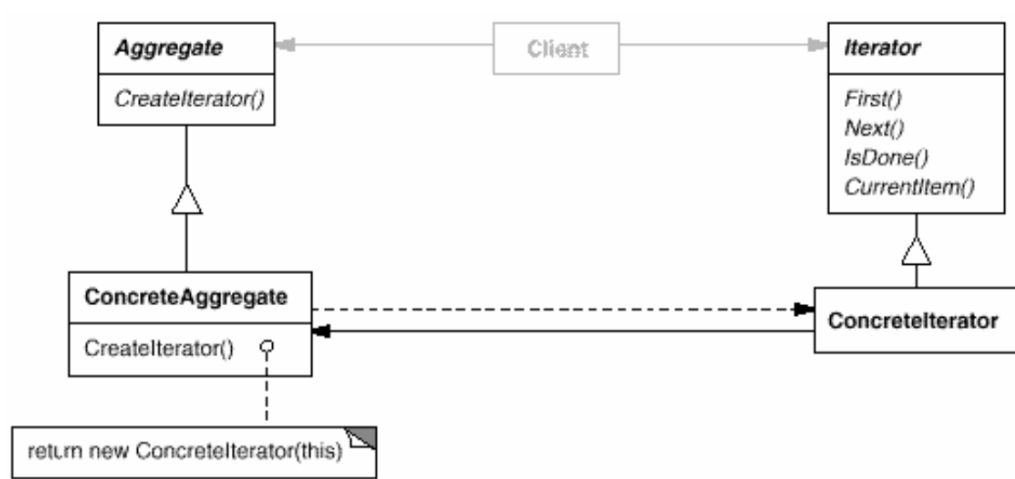 Aggregate
CreateIterator()
Client
Iterator
First()
Next()
IsDone()
CurrentItem()
ConcreteAggregate
CreateIterator()
ConcreteIterator
return new ConcreteIterator(this)